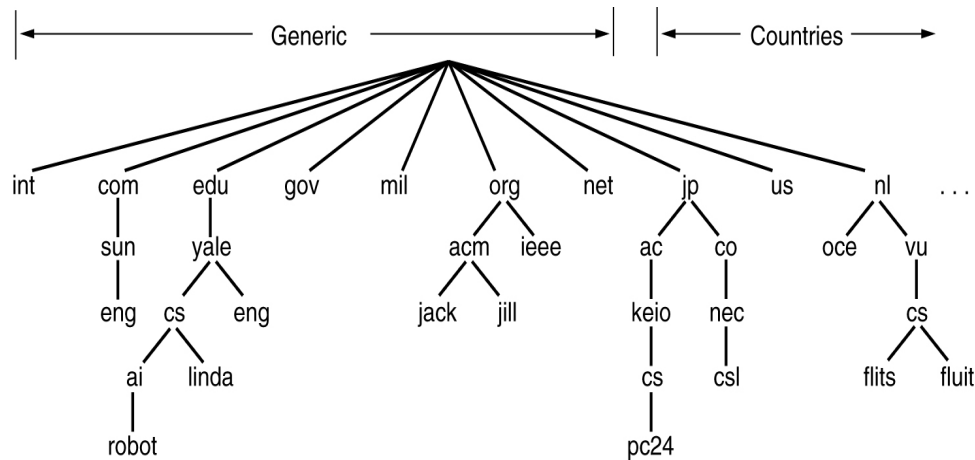 Generic Countries
int com edu gov mil org net jp us nl . . .
sun yale acm ieee ac co oce vu
eng cs eng jack jill keio nec cs
ai linda cs csl flits fluit
robot pc24